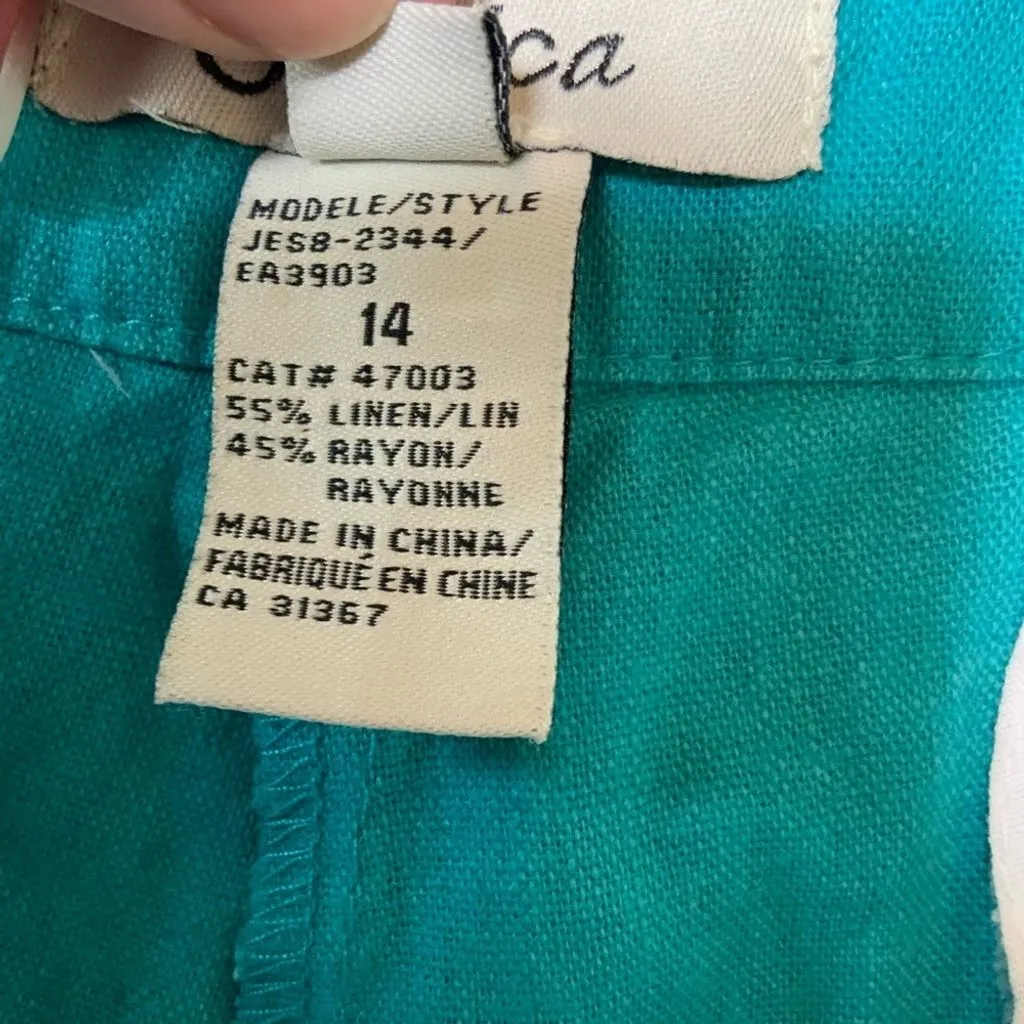 ca
MODELE/STYLE
JES8-2344/
EA3903
14
CAT# 47003
55% LINEN/LIN
45% RAYON/
RAYONNE
MADE IN CHINA/
FABRIQUÉ EN CHINE
CA 31367